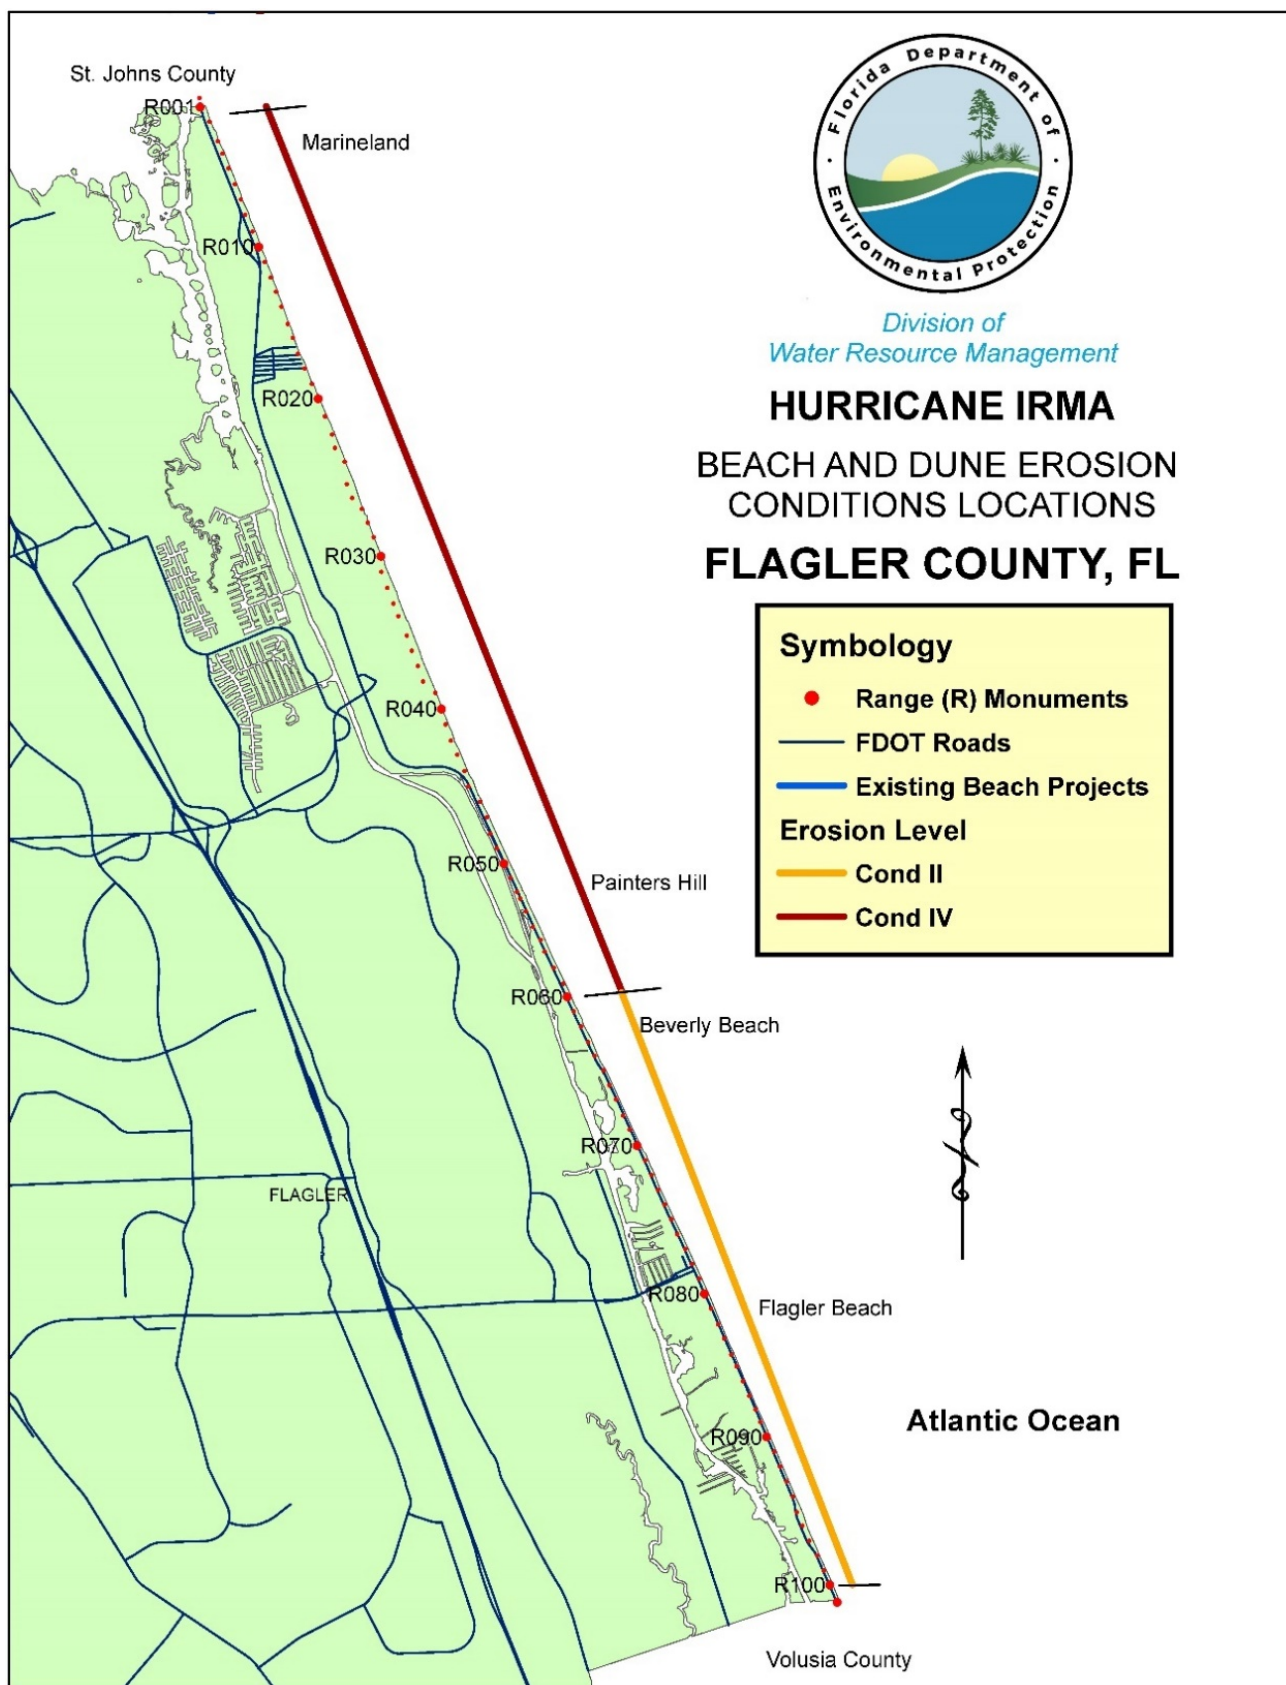 St. Johns County
R001
Marineland
R010
R020
R030
R040
R050
Painters Hill
R060
Beverly Beach
R070
FLAGLER
R080
Flagler Beach
R090
R100
Volusia County
Atlantic Ocean
Florida Department of
Environmental Protection
Division of
Water Resource Management
HURRICANE IRMA
BEACH AND DUNE EROSION
CONDITIONS LOCATIONS
FLAGLER COUNTY, FL
Symbology
Range (R) Monuments
FDOT Roads
Existing Beach Projects
Erosion Level
Cond II
Cond IV